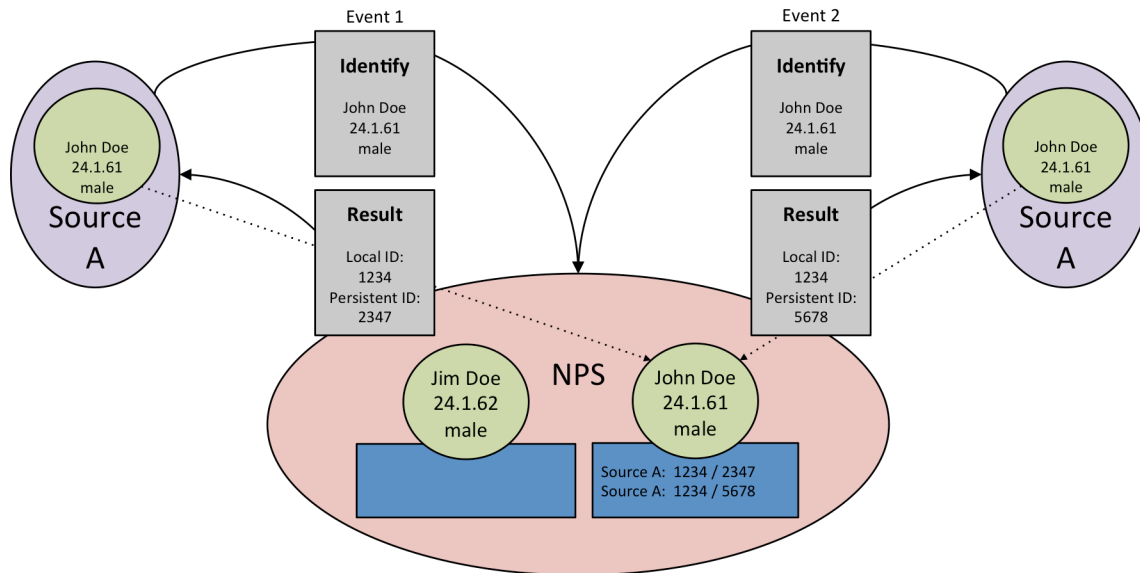 Event 1
Identify
John Doe
24.1.61
male
Result
Local ID:
1234
Persistent ID:
2347
John Doe
24.1.61
male
Source
A
Event 2
Identify
John Doe
24.1.61
male
Result
Local ID:
1234
Persistent ID:
5678
John Doe
24.1.61
male
Source
A
NPS
Jim Doe
24.1.62
male
John Doe
24.1.61
male
Source A: 1234 / 2347
Source A: 1234 / 5678